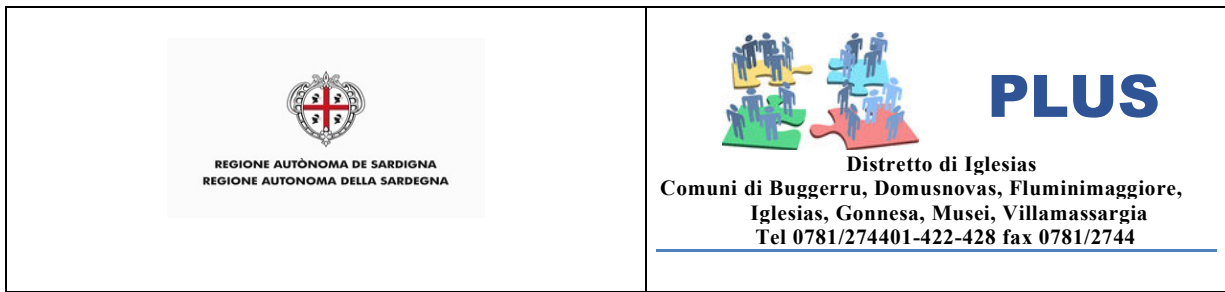 REGIONE AUTÒNOMA DE SARDIGNA
REGIONE AUTONOMA DELLA SARDEGNA
PLUS
Distretto di Iglesias
Comuni di Buggerru, Domusnovas, Fluminimaggiore,
Iglesias, Gonnesa, Musei, Villamassargia
Tel 0781/274401-422-428 fax 0781/2744